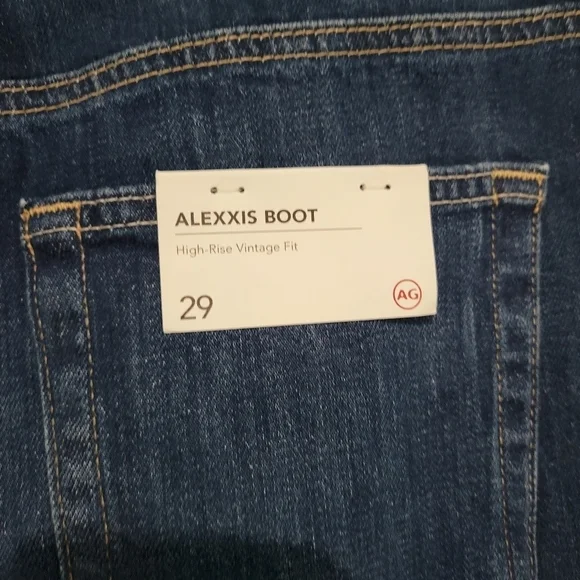 ALEXXIS BOOT
High-Rise Vintage Fit
29
AG